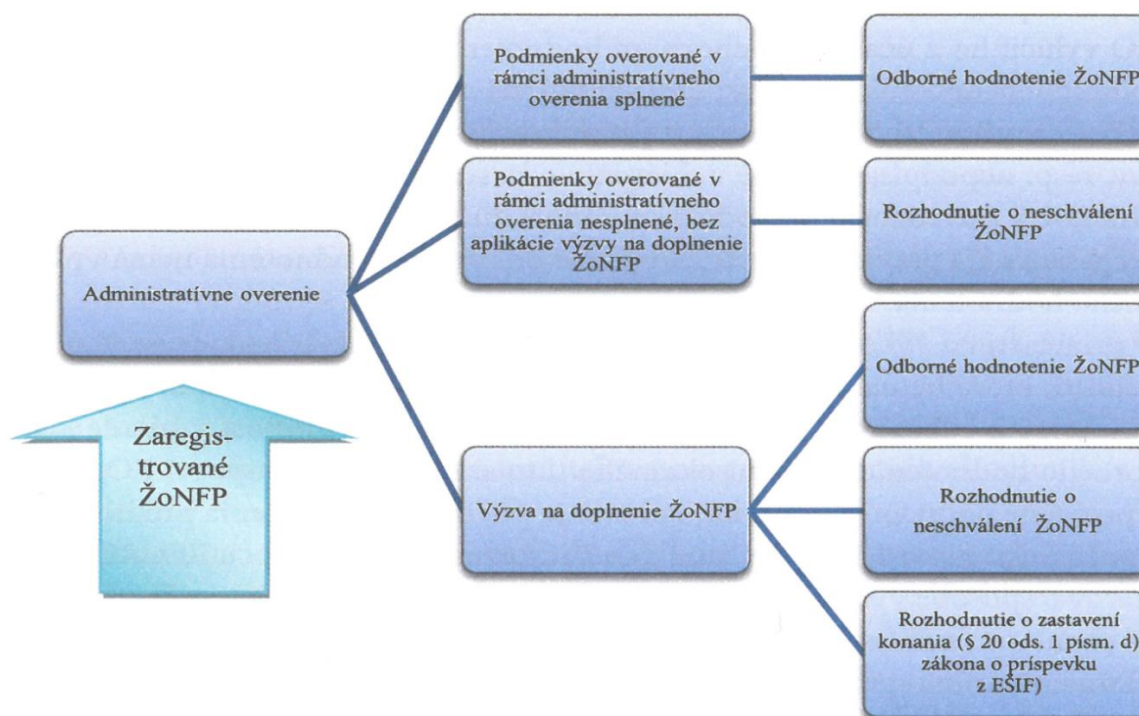 Podmienky overované v
rámci administratívneho
overenia splnené
Odborné hodnotenie ŽoNFP
Podmienky overované v
rámci administratívneho
overenia nesplnené, bez
aplikácie výzvy na doplnenie
ŽoNFP
Rozhodnutie o neschválení
ŽoNFP
Administratívne overenie
Zaregis-
trované
ŽoNFP
Výzva na doplnenie ŽoNFP
Odborné hodnotenie ŽoNFP
Rozhodnutie o
neschválení ŽoNFP
Rozhodnutie o zastavení
konania (§ 20 ods. 1 písm. d)
zákona o príspevku
z EŠIF)